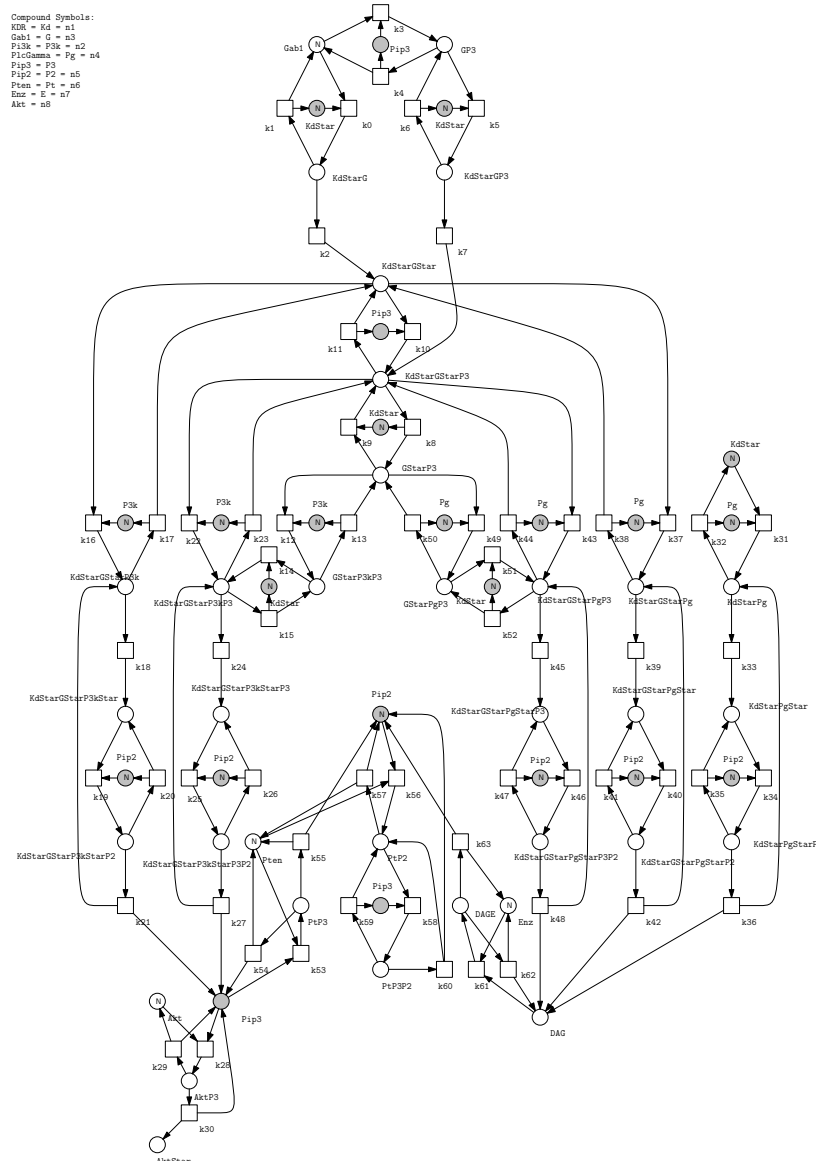 Compound Symbols:
KDR = Kd = n1
Gab1 = G = n3
Pi3k = P3k = n2
PlcGamma = Pg = n4
Pip3 = P3
Pip2 = P2 = n5
Pten = Pt = n6
Enz = E = n7
Akt = n8
k3
Gab1 N Pip3 GP3
k4
N N
k1 KdStar k0 k6 KdStar k5
KdStarG KdStarGP3
k2 k7
KdStarGStar
Pip3
k11 k10
KdStarGStarP3
KdStar
N
k9 k8
KdStar
GStarP3 N
P3k P3k P3k Pg Pg Pg Pg
N N N N N N N
k16 k17 k22 k23 k12 k13 k50 k49 k44 k43 k38 k37 k32 k31
k14 k51
KdStarGStarP3k KdStarGStarP3kP3 N KdStar GStarP3kP3 GStarPgP3 KdStar N KdStarGStarPgP3 KdStarGStarPg KdStarPg
k15 k52
k18 k24 k45 k39 k33
KdStarGStarP3kStar KdStarGStarP3kStarP3 Pip2 KdStarGStarPgStarP3 KdStarGStarPgStar KdStarPgStar
N
Pip2 Pip2 Pip2 Pip2 Pip2
N N N N N
k19 k20 k25 k26 k57 k56 k47 k46 k41 k40 k35 k34
N k63
KdStarGStarP3kStarP2 KdStarGStarP3kStarP3P2 Pten k55 PtP2 KdStarGStarPgStarP3P2 KdStarGStarPgStarP2 KdStarPgStarP
Pip3
N
k21 k27 PtP3 k59 k58 DAGE Enz k48 k42 k36
k54 k53 PtP3P2 k60 k61 k62
N
Akt Pip3 DAG
k29 k28
AktP3
k30
AktStar